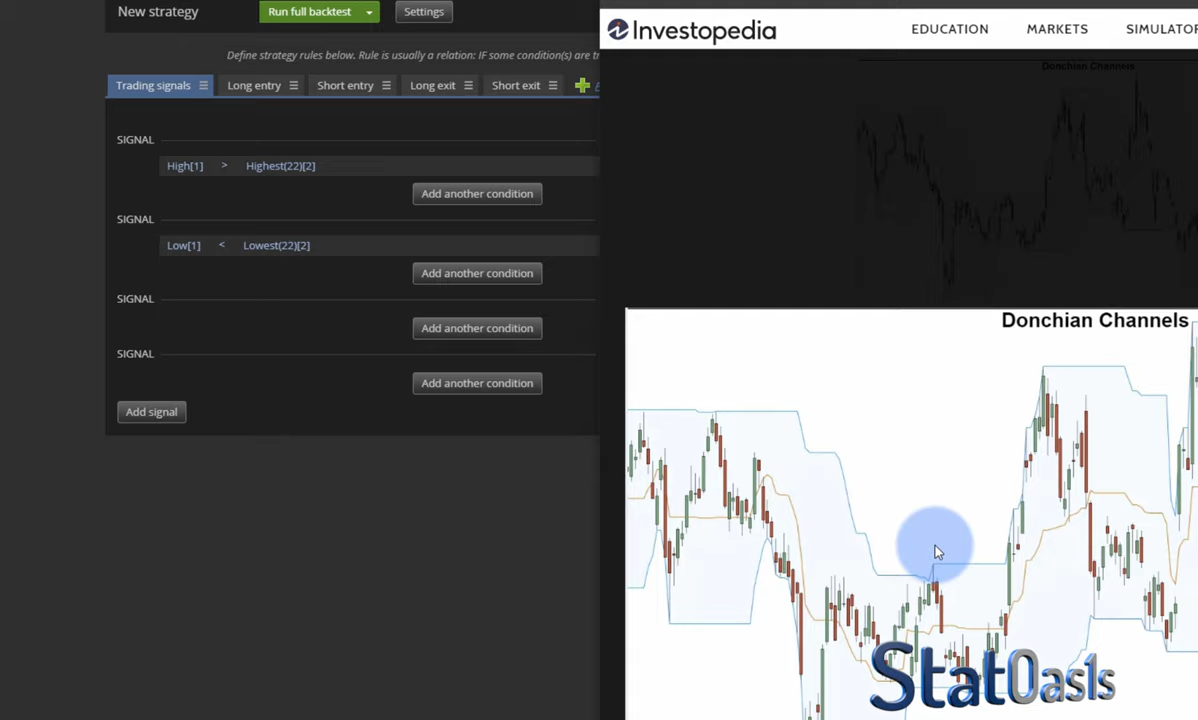 New strategy
Run full backtest
Settings
Define strategy rules below. Rule is usually a relation: IF some condition(s) are
Trading signals
Long entry
Short entry
Long exit
Short exit
SIGNAL
High[1] > Highest(22)[2]
Add another condition
SIGNAL
Low[1] < Lowest(22)[2]
Add another condition
SIGNAL
Add another condition
SIGNAL
Add another condition
Add signal
Investopedia
EDUCATION
MARKETS
SIMULATOR
Donchian Channels
Donchian Channels
StatOasis